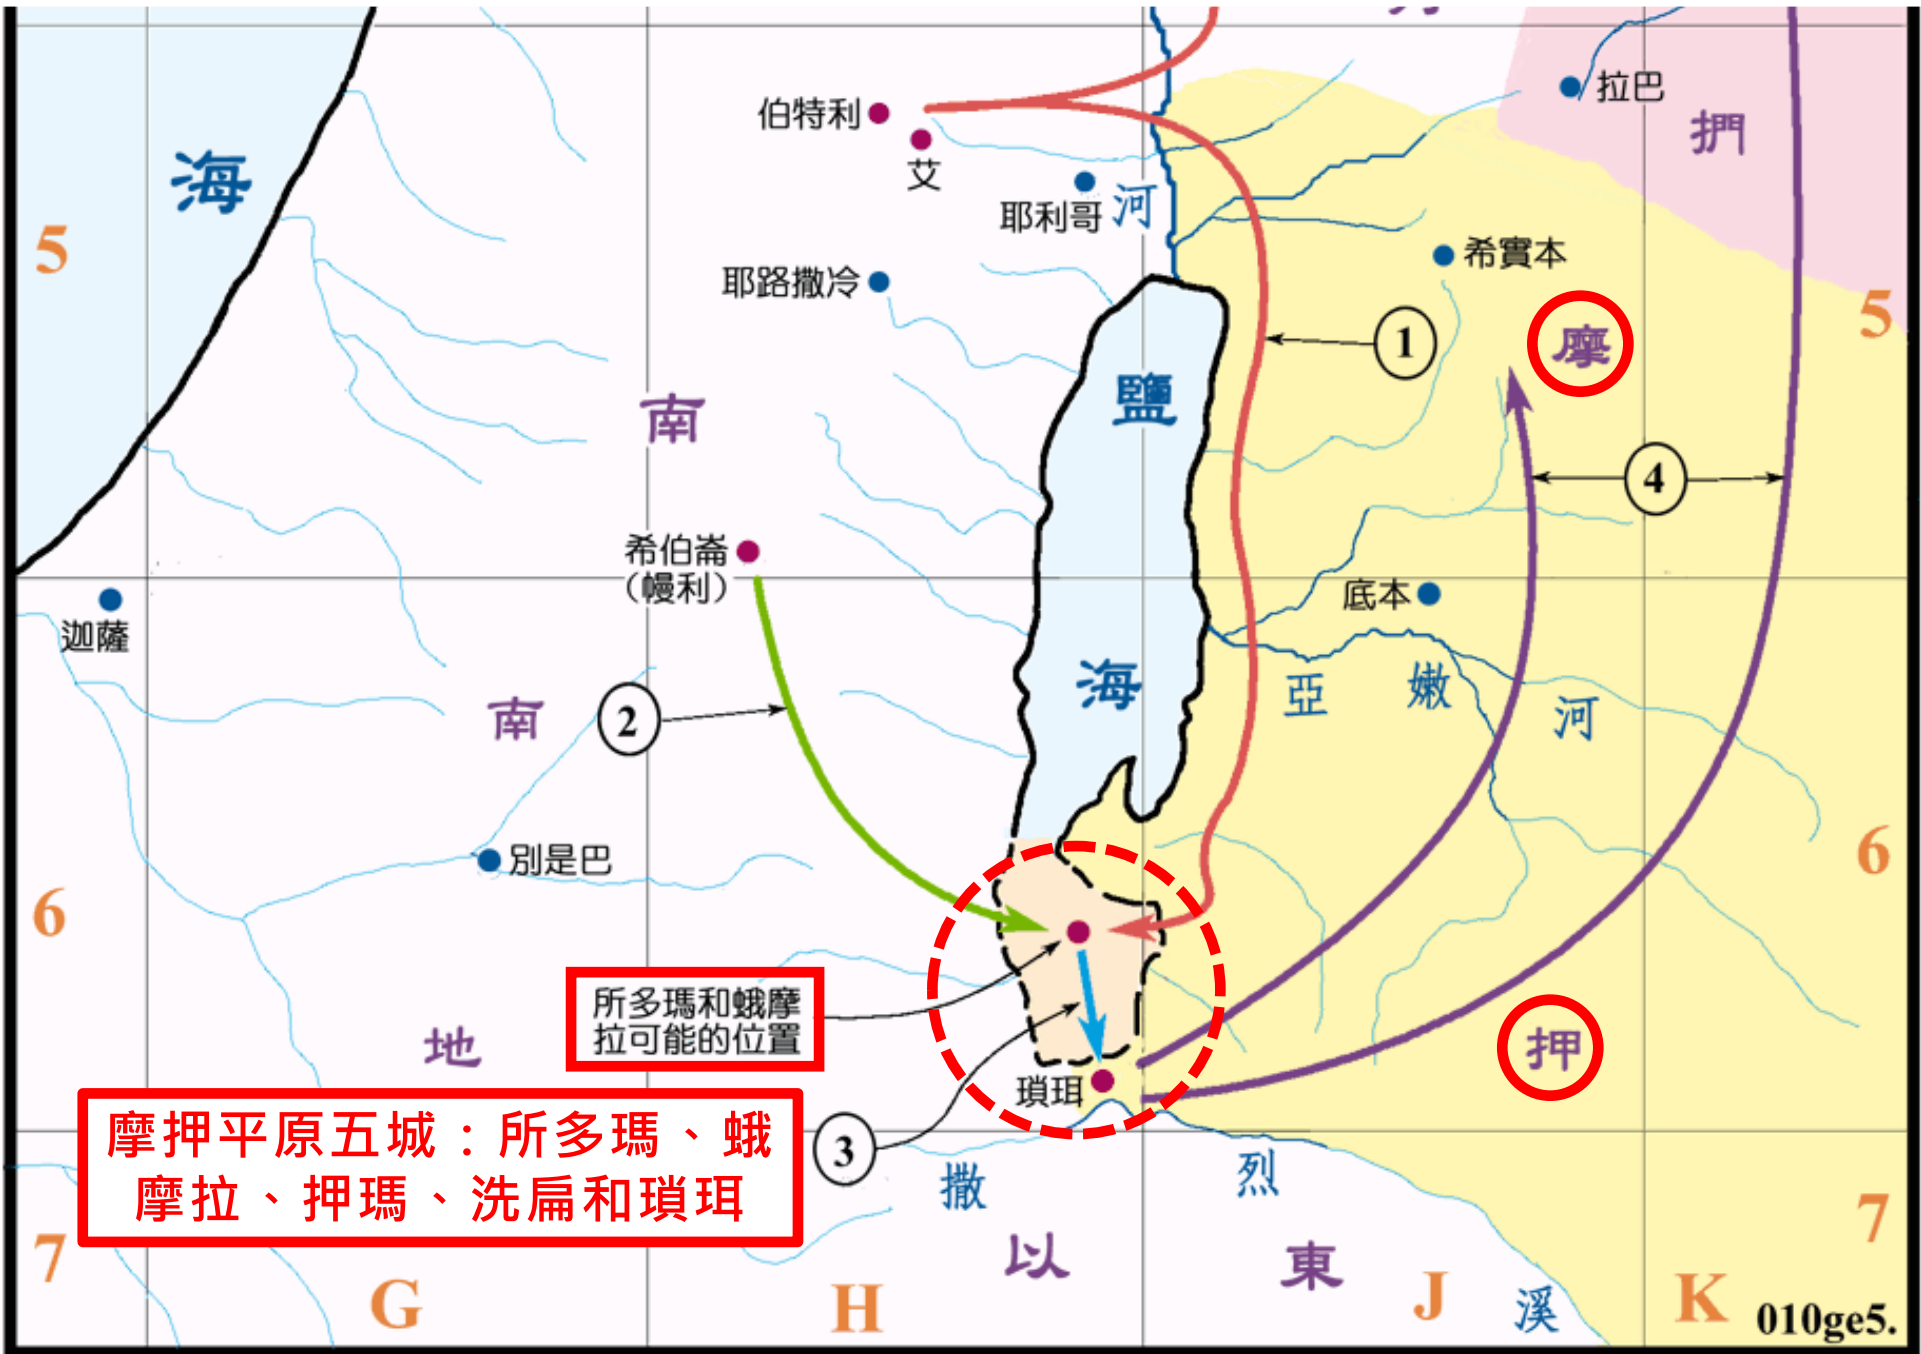 伯特利
艾
拉巴
捫
海
耶利哥
河
5
希實本
耶路撒冷
5
1
摩
鹽
南
4
希伯崙
（幔利）
底本
迦薩
海
亞
嫩
河
南
2
6
別是巴
6
所多瑪和蛾摩
拉可能的位置
地
押
瑣珥
摩押平原五城：所多瑪、蛾
摩拉、押瑪、洗扁和瑣珥
3
撒
烈
7
7
以
東
G
H
J
溪
K
010ge5.